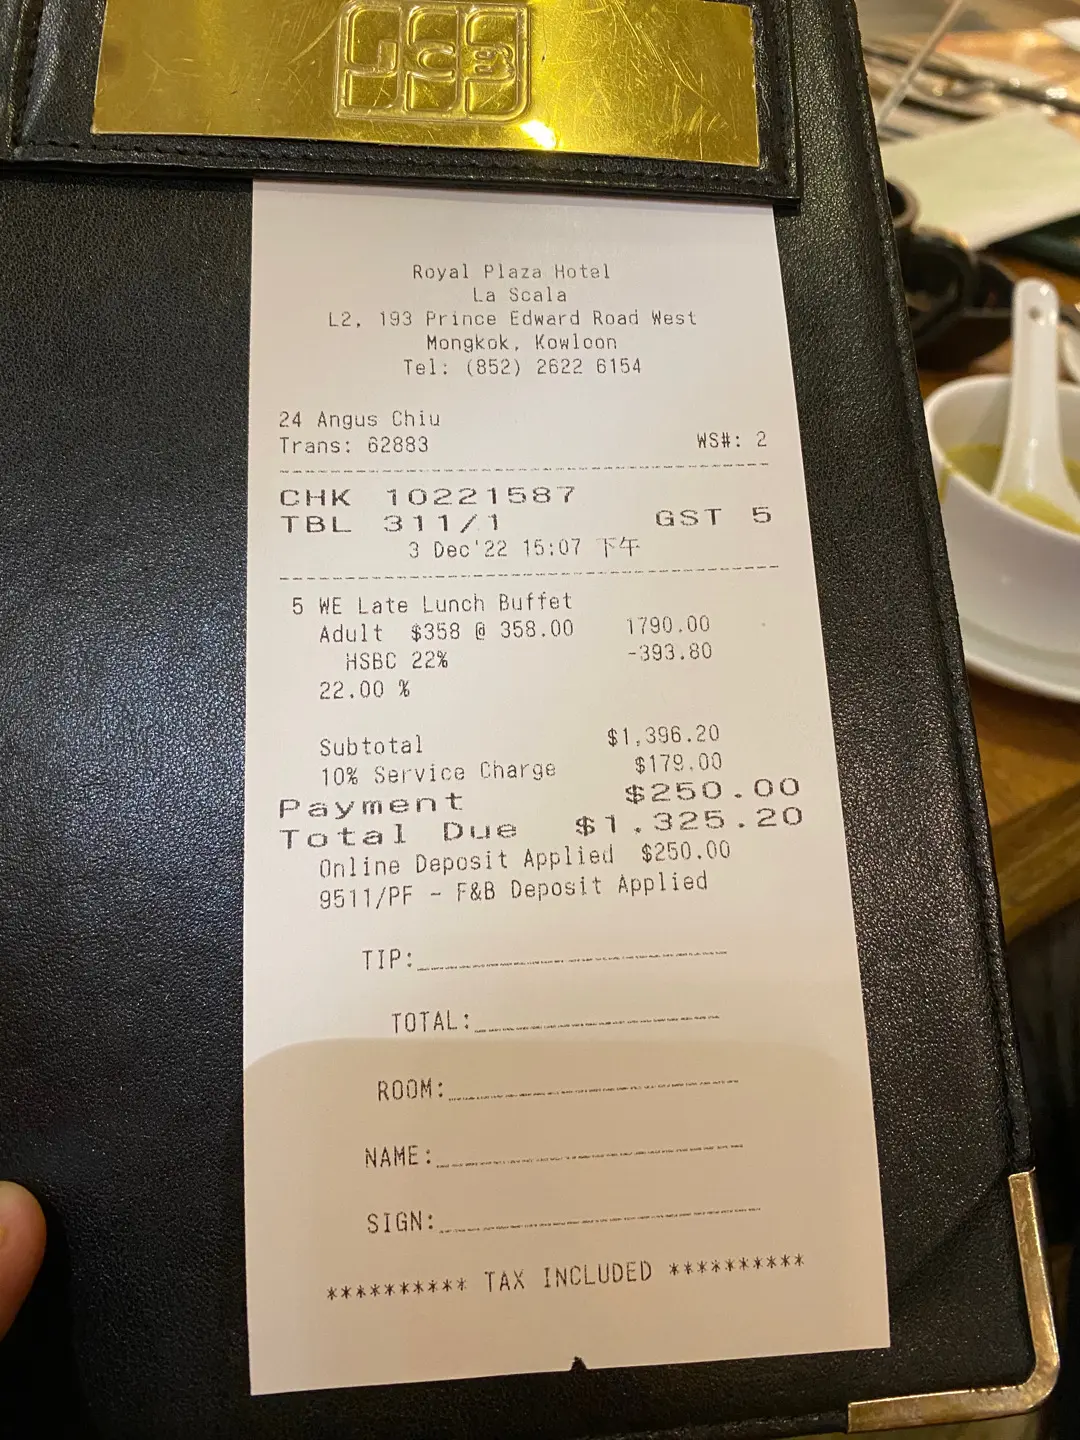 JCB
Royal Plaza Hotel
La Scala
L2, 193 Prince Edward Road West
Mongkok, Kowloon
Tel: (852) 2622 6154
24 Angus Chiu
Trans: 62883 WS#: 2
CHK 10221587
TBL 311/1 GST 5
3 Dec'22 15:07 下午
5 WE Late Lunch Buffet
Adult $358 @ 358.00 1790.00
HSBC 22% -393.80
22.00 %
Subtotal $1,396.20
10% Service Charge $179.00
Payment $250.00
Total Due $1,325.20
Online Deposit Applied $250.00
9511/PF - F&B Deposit Applied
TIP:
TOTAL:
ROOM:
NAME:
SIGN:
********** TAX INCLUDED **********